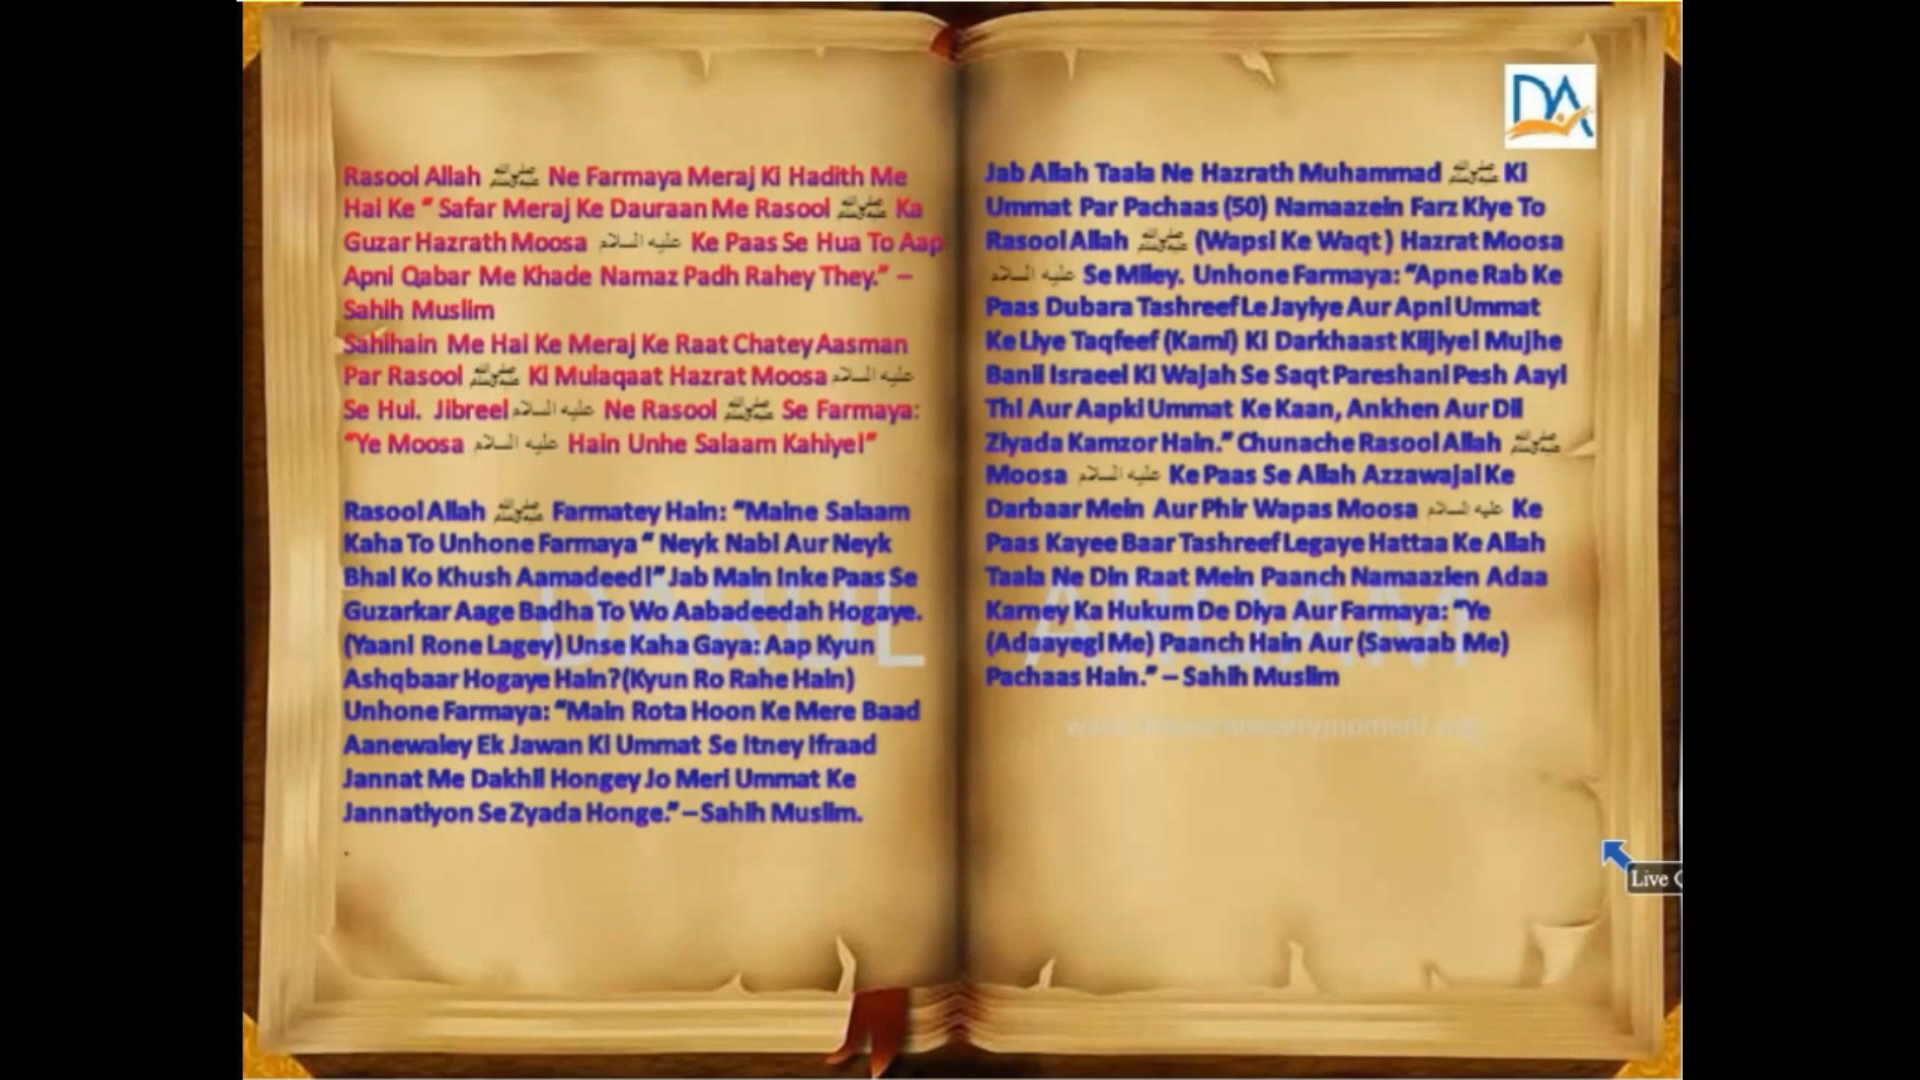 Rasool Allah ﷺ Ne Farmaya Meraj Ki Hadith Me
Hai Ke “ Safar Meraj Ke Dauraan Me Rasool ﷺ Ka
Guzar Hazrath Moosa عليه السلام Ke Paas Se Hua To Aap
Apni Qabar Me Khade Namaz Padh Rahey They.” –
Sahih Muslim
Sahihain Me Hai Ke Meraj Ke Raat Chatey Aasman
Par Rasool ﷺ Ki Mulaqaat Hazrat Moosa عليه السلام
Se Hui. Jibreel عليه السلام Ne Rasool ﷺ Se Farmaya:
“Ye Moosa عليه السلام Hain Unhe Salaam Kahiye!”
Rasool Allah ﷺ Farmatey Hain: “Maine Salaam
Kaha To Unhone Farmaya “ Neyk Nabi Aur Neyk
Bhai Ko Khush Aamadeed!” Jab Main Inke Paas Se
Guzarkar Aage Badha To Wo Aabadeedah Hogaye.
(Yaani Rone Lagey) Unse Kaha Gaya: Aap Kyun
Ashqbaar Hogaye Hain?(Kyun Ro Rahe Hain)
Unhone Farmaya: “Main Rota Hoon Ke Mere Baad
Aanewaley Ek Jawan Ki Ummat Se Itney Ifraad
Jannat Me Dakhil Hongey Jo Meri Ummat Ke
Jannatiyon Se Zyada Honge.” – Sahih Muslim.
.
DA
Jab Allah Taala Ne Hazrath Muhammad ﷺ Ki
Ummat Par Pachaas (50) Namaazein Farz Kiye To
Rasool Allah ﷺ (Wapsi Ke Waqt ) Hazrat Moosa
عليه السلام Se Miley. Unhone Farmaya: “Apne Rab Ke
Paas Dubara Tashreef Le Jayiye Aur Apni Ummat
Ke Liye Taqfeef (Kami) Ki Darkhaast Kiijiye! Mujhe
Banii Israeel Ki Wajah Se Saqt Pareshani Pesh Aayi
Thi Aur Aapki Ummat Ke Kaan, Ankhen Aur Dil
Ziyada Kamzor Hain.” Chunache Rasool Allah ﷺ
Moosa عليه السلام Ke Paas Se Allah Azzawajal Ke
Darbaar Mein Aur Phir Wapas Moosa عليه السلام Ke
Paas Kayee Baar Tashreef Legaye Hattaa Ke Allah
Taala Ne Din Raat Mein Paanch Namaazien Adaa
Karney Ka Hukum De Diya Aur Farmaya: “Ye
(Adaayegi Me) Paanch Hain Aur (Sawaab Me)
Pachaas Hain.” – Sahih Muslim
Live